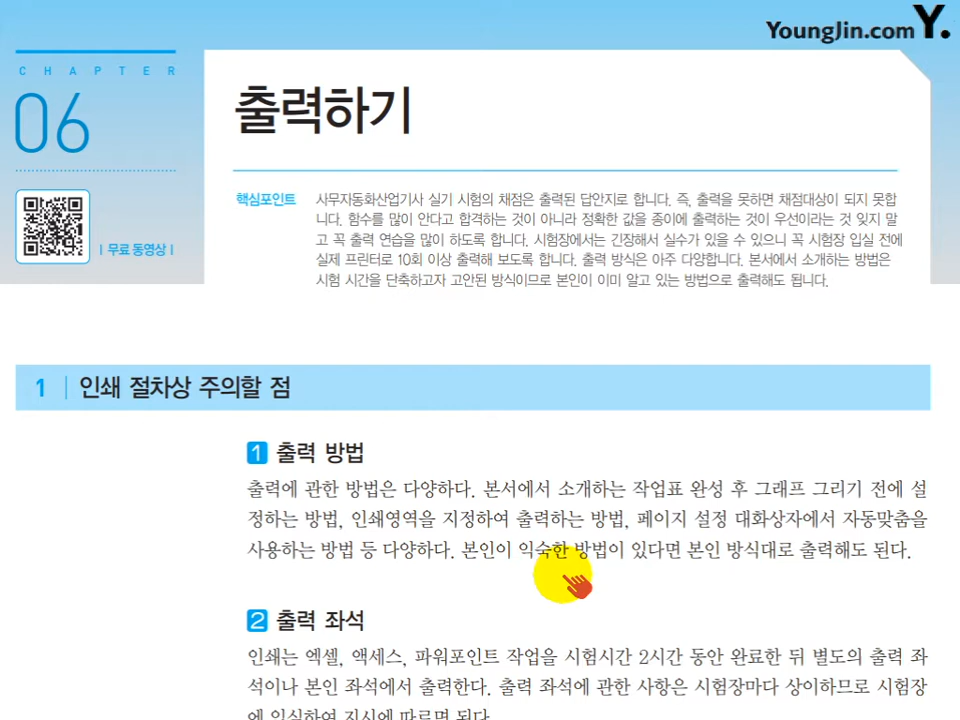 YoungJin.com Y.
CHAPTER
06
출력하기
핵심포인트
사무자동화산업기사 실기 시험의 채점은 출력된 답안지로 합니다. 즉, 출력을 못하면 채점대상이 되지 못합
니다. 함수를 많이 안다고 합격하는 것이 아니라 정확한 값을 종이에 출력하는 것이 우선이라는 것 잊지 말
고 꼭 출력 연습을 많이 하도록 합니다. 시험장에서는 긴장해서 실수가 있을 수 있으니 꼭 시험장 입실 전에
실제 프린터로 10회 이상 출력해 보도록 합니다. 출력 방식은 아주 다양합니다. 본서에서 소개하는 방법은
시험 시간을 단축하고자 고안된 방식이므로 본인이 이미 알고 있는 방법으로 출력해도 됩니다.
| 무료 동영상 |
1 | 인쇄 절차상 주의할 점
1 출력 방법
출력에 관한 방법은 다양하다. 본서에서 소개하는 작업표 완성 후 그래프 그리기 전에 설
정하는 방법, 인쇄영역을 지정하여 출력하는 방법, 페이지 설정 대화상자에서 자동맞춤을
사용하는 방법 등 다양하다. 본인이 익숙한 방법이 있다면 본인 방식대로 출력해도 된다.
2 출력 좌석
인쇄는 엑셀, 액세스, 파워포인트 작업을 시험시간 2시간 동안 완료한 뒤 별도의 출력 좌
석이나 본인 좌석에서 출력한다. 출력 좌석에 관한 사항은 시험장마다 상이하므로 시험장
에 입실하여 지시에 따르면 된다.